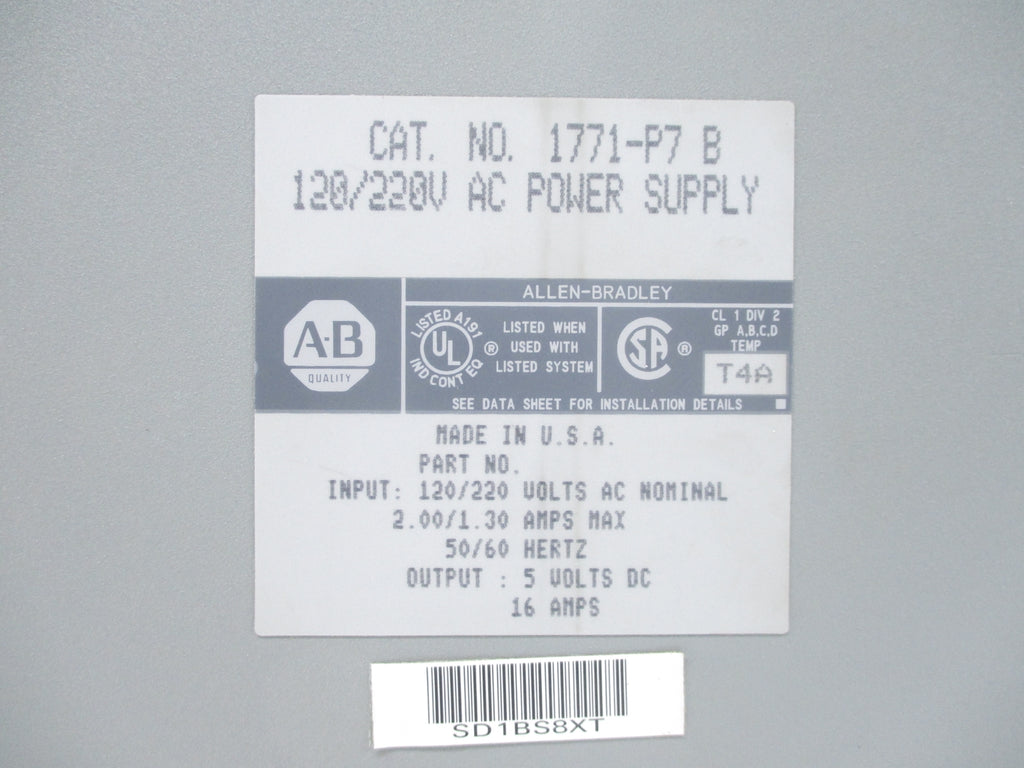 CAT. NO. 1771-P7 B
120/220V AC POWER SUPPLY
ALLEN-BRADLEY
A-B
QUALITY
LISTED A191
UL
IND CONT EQ
®
LISTED WHEN
USED WITH
LISTED SYSTEM
SA
®
CL 1 DIV 2
GP A,B,C,D
TEMP
T4A
SEE DATA SHEET FOR INSTALLATION DETAILS
MADE IN U.S.A.
PART NO.
INPUT: 120/220 VOLTS AC NOMINAL
2.00/1.30 AMPS MAX
50/60 HERTZ
OUTPUT : 5 VOLTS DC
16 AMPS
SD1BS8XT